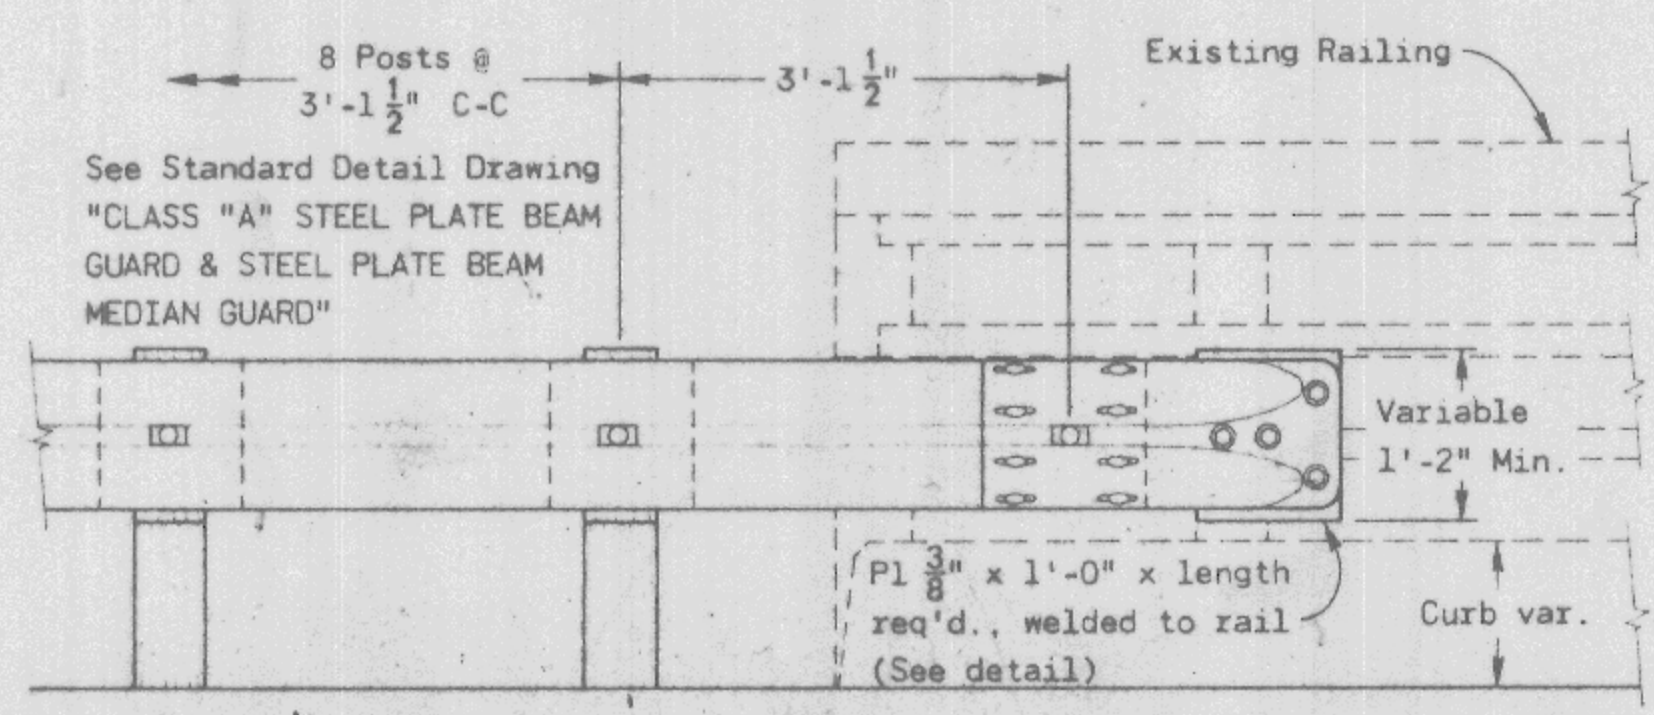 8 Posts @
3'-1 1/2" C-C
3'-1 1/2"
Existing Railing
See Standard Detail Drawing
"CLASS "A" STEEL PLATE BEAM
GUARD & STEEL PLATE BEAM
MEDIAN GUARD"
Variable
1'-2" Min.
Pl 3/8" x 1'-0" x length
req'd., welded to rail
(See detail)
Curb var.